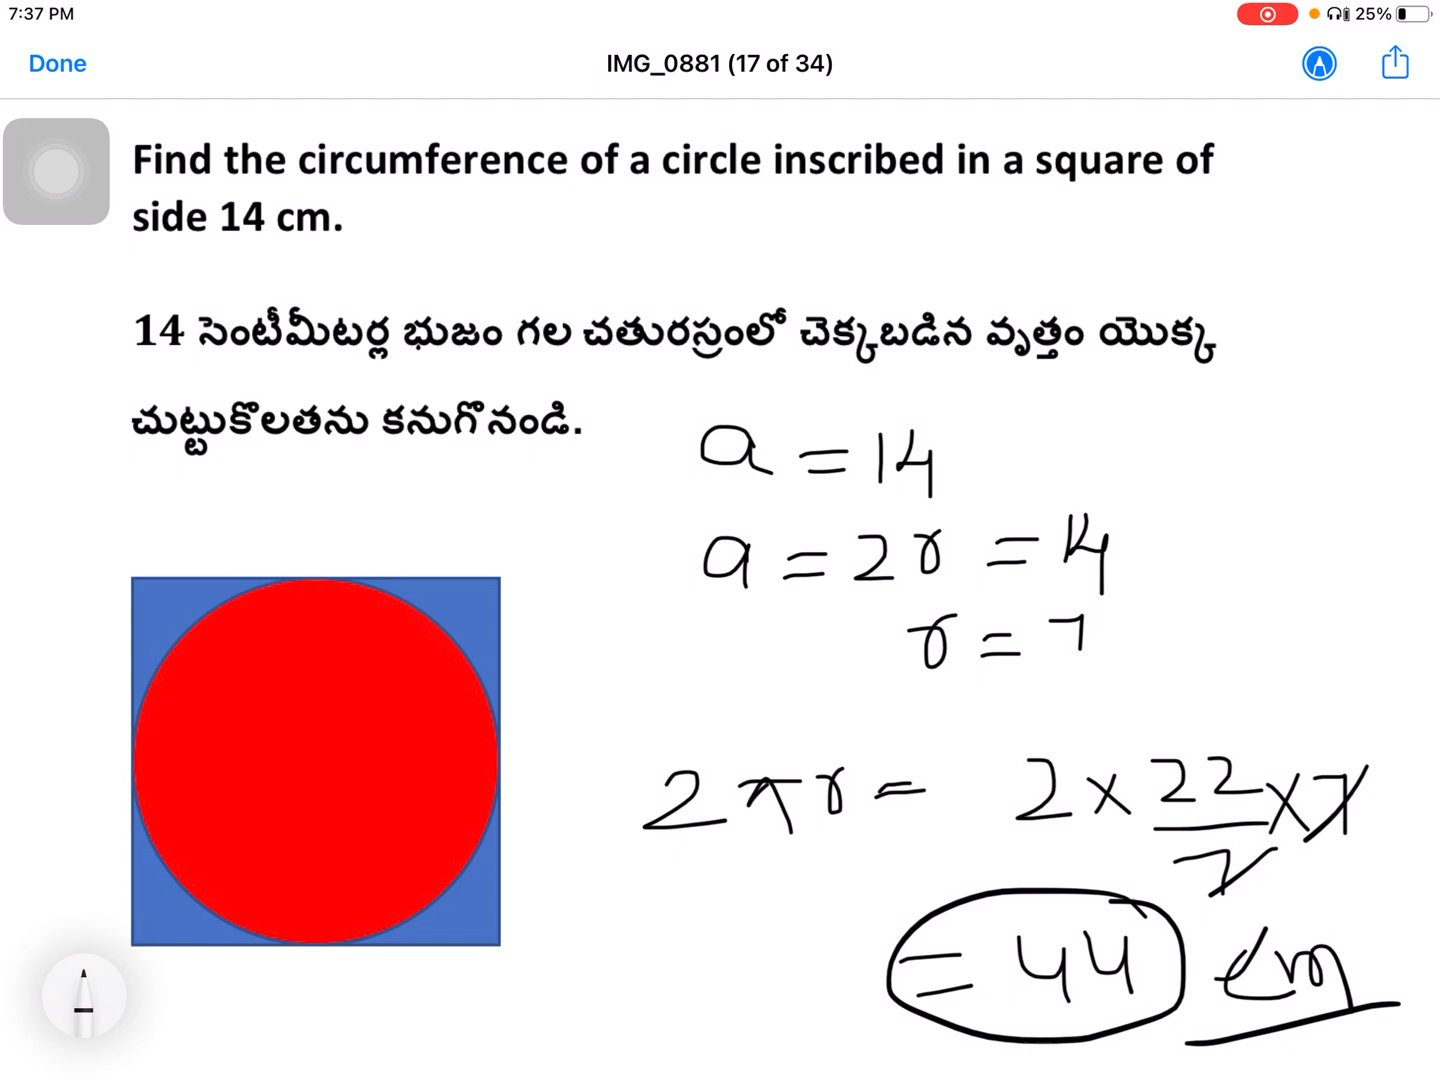 7:37 PM
25%
Done
IMG_0881 (17 of 34)
Find the circumference of a circle inscribed in a square of
side 14 cm.
14 సెంటీమీటర్ల భుజం గల చతురస్రంలో చెక్కబడిన వృత్తం యొక్క
చుట్టుకొలతను కనుగొనండి.
a = 14
a = 2r = 14
r = 7
2πr = 2 × 22/7 × 7
= 44 cm